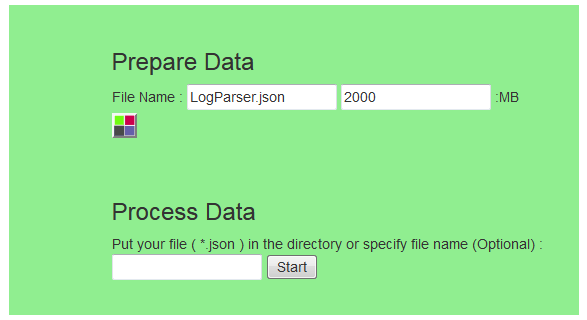 Prepare Data
File Name : LogParser.json 2000 :MB
Process Data
Put your file ( *.json ) in the directory or specify file name (Optional) :
Start